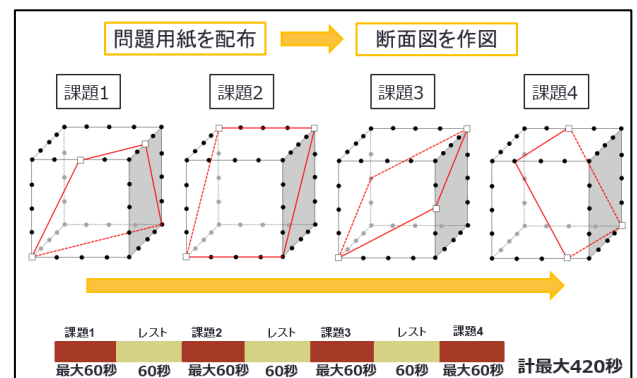 問題用紙を配布
断面図を作図
課題1
課題2
課題3
課題4
課題1
レスト
課題2
レスト
課題3
レスト
課題4
最大60秒
60秒
最大60秒
60秒
最大60秒
60秒
最大60秒
計最大420秒